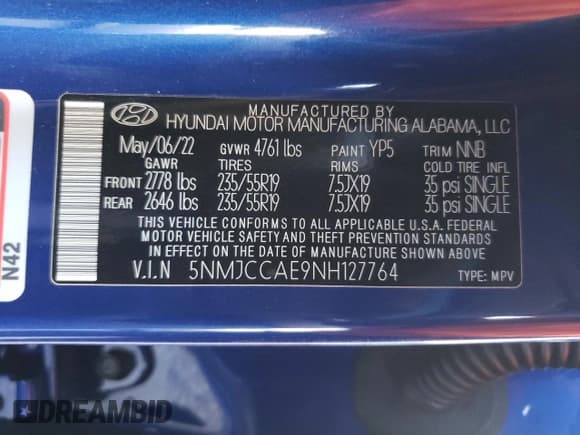 MANUFACTURED BY
HYUNDAI MOTOR MANUFACTURING ALABAMA, LLC
May/06/22 GVWR 4761 lbs PAINT YP5 TRIM NNB
GAWR TIRES RIMS COLD TIRE INFL
FRONT 2778 lbs 235/55R19 7.5JX19 35 psi SINGLE
REAR 2646 lbs 235/55R19 7.5JX19 35 psi SINGLE
THIS VEHICLE CONFORMS TO ALL APPLICABLE U.S.A. FEDERAL
MOTOR VEHICLE SAFETY AND THEFT PREVENTION STANDARDS
IN EFFECT ON THE DATE OF MANUFACTURE SHOWN ABOVE.
V.I.N 5NMJCCAE9NH127764 TYPE: MPV
N42
DREAMBID